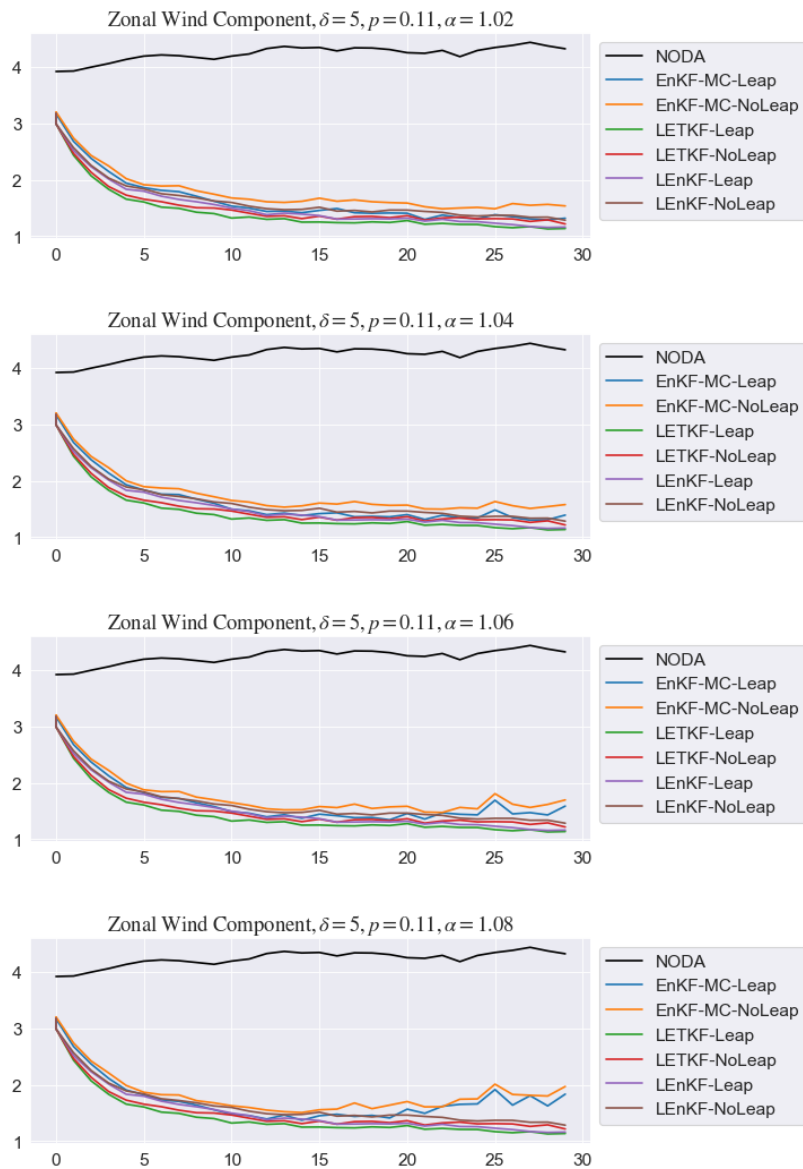 Zonal Wind Component, δ = 5, p = 0.11, α = 1.02
4
3
2
1
0 5 10 15 20 25 30
NODA
EnKF-MC-Leap
EnKF-MC-NoLeap
LETKF-Leap
LETKF-NoLeap
LEnKF-Leap
LEnKF-NoLeap
Zonal Wind Component, δ = 5, p = 0.11, α = 1.04
4
3
2
1
0 5 10 15 20 25 30
NODA
EnKF-MC-Leap
EnKF-MC-NoLeap
LETKF-Leap
LETKF-NoLeap
LEnKF-Leap
LEnKF-NoLeap
Zonal Wind Component, δ = 5, p = 0.11, α = 1.06
4
3
2
1
0 5 10 15 20 25 30
NODA
EnKF-MC-Leap
EnKF-MC-NoLeap
LETKF-Leap
LETKF-NoLeap
LEnKF-Leap
LEnKF-NoLeap
Zonal Wind Component, δ = 5, p = 0.11, α = 1.08
4
3
2
1
0 5 10 15 20 25 30
NODA
EnKF-MC-Leap
EnKF-MC-NoLeap
LETKF-Leap
LETKF-NoLeap
LEnKF-Leap
LEnKF-NoLeap